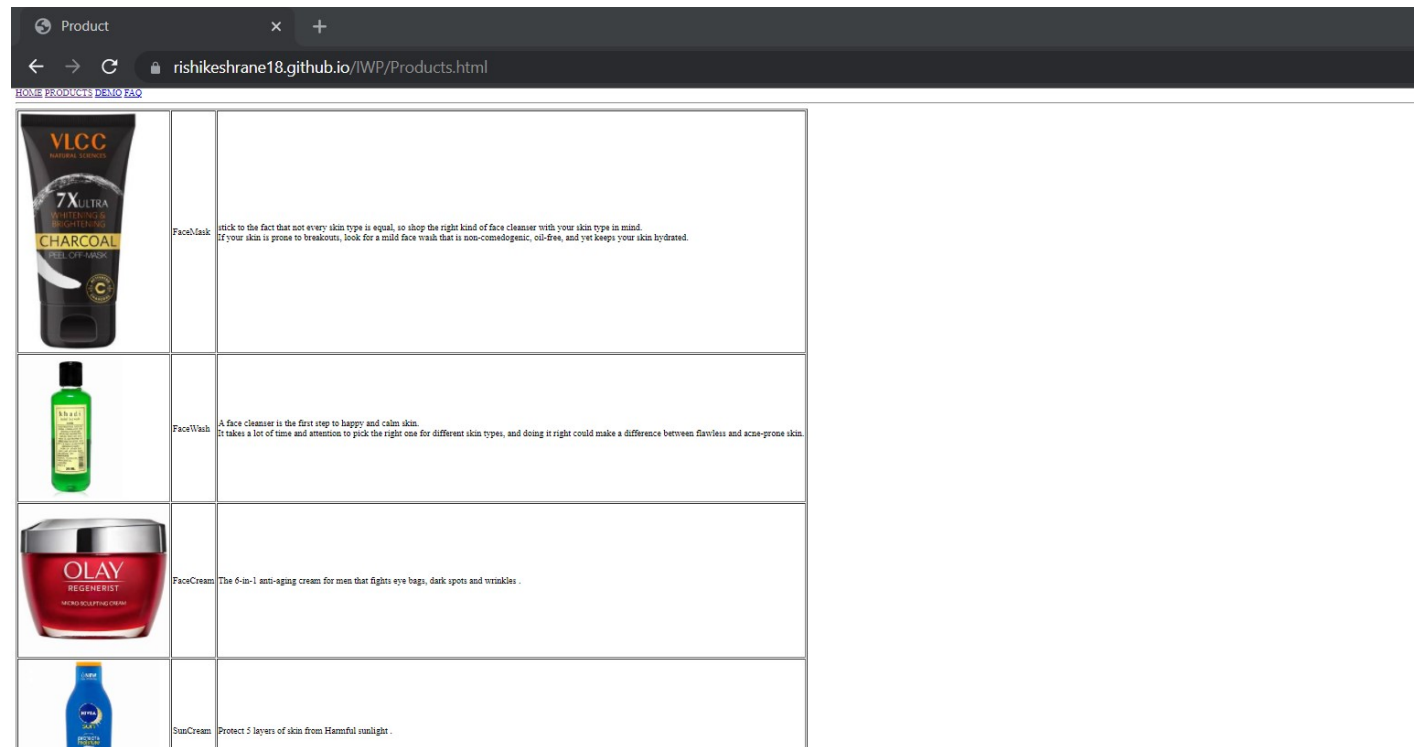 Product
rishikeshrane18.github.io/IWP/Products.html
HOME PRODUCTS DEMO FAQ
VLCC
NATURAL SCIENCES
7X ULTRA
WHITENING &
BRIGHTENING
CHARCOAL
PEEL OFF-MASK
C
FaceMask
stick to the fact that not every skin type is equal, so shop the right kind of face cleanser with your skin type in mind.
If your skin is prone to breakouts, look for a mild face wash that is non-comedogenic, oil-free, and yet keeps your skin hydrated.
khadi
FaceWash
A face cleanser is the first step to happy and calm skin.
It takes a lot of time and attention to pick the right one for different skin types, and doing it right could make a difference between flawless and acne-prone skin.
OLAY
REGENERIST
MICRO-SCULPTING CREAM
FaceCream
The 6-in-1 anti-aging cream for men that fights eye bags, dark spots and wrinkles .
NIVEA
SUN
SunCream
Protect 5 layers of skin from Harmful sunlight .